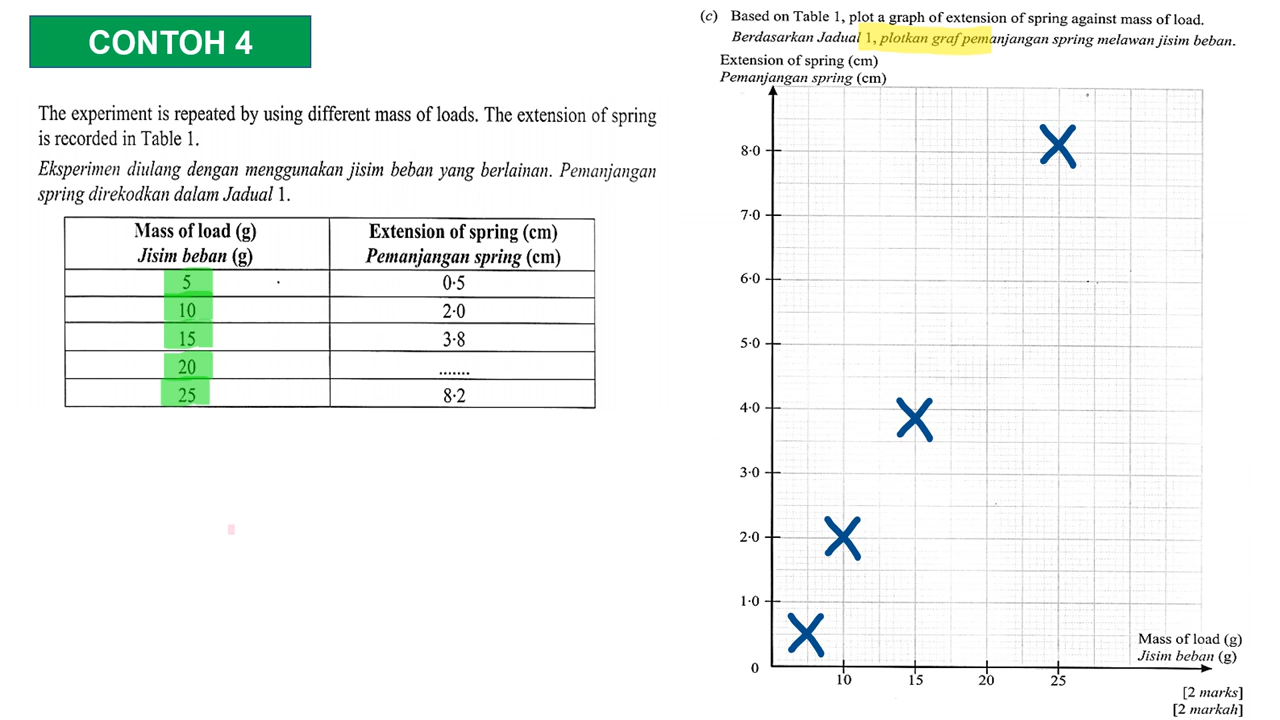 CONTOH 4
The experiment is repeated by using different mass of loads. The extension of spring
is recorded in Table 1.
Eksperimen diulang dengan menggunakan jisim beban yang berlainan. Pemanjangan
spring direkodkan dalam Jadual 1.
Mass of load (g) Extension of spring (cm)
Jisim beban (g) Pemanjangan spring (cm)
5 0·5
10 2·0
15 3·8
20 .......
25 8·2
(c) Based on Table 1, plot a graph of extension of spring against mass of load.
Berdasarkan Jadual 1, plotkan graf pemanjangan spring melawan jisim beban.
Extension of spring (cm)
Pemanjangan spring (cm)
8·0
7·0
6·0
5·0
4·0
3·0
2·0
1·0
0
10 15 20 25
Mass of load (g)
Jisim beban (g)
[2 marks]
[2 markah]